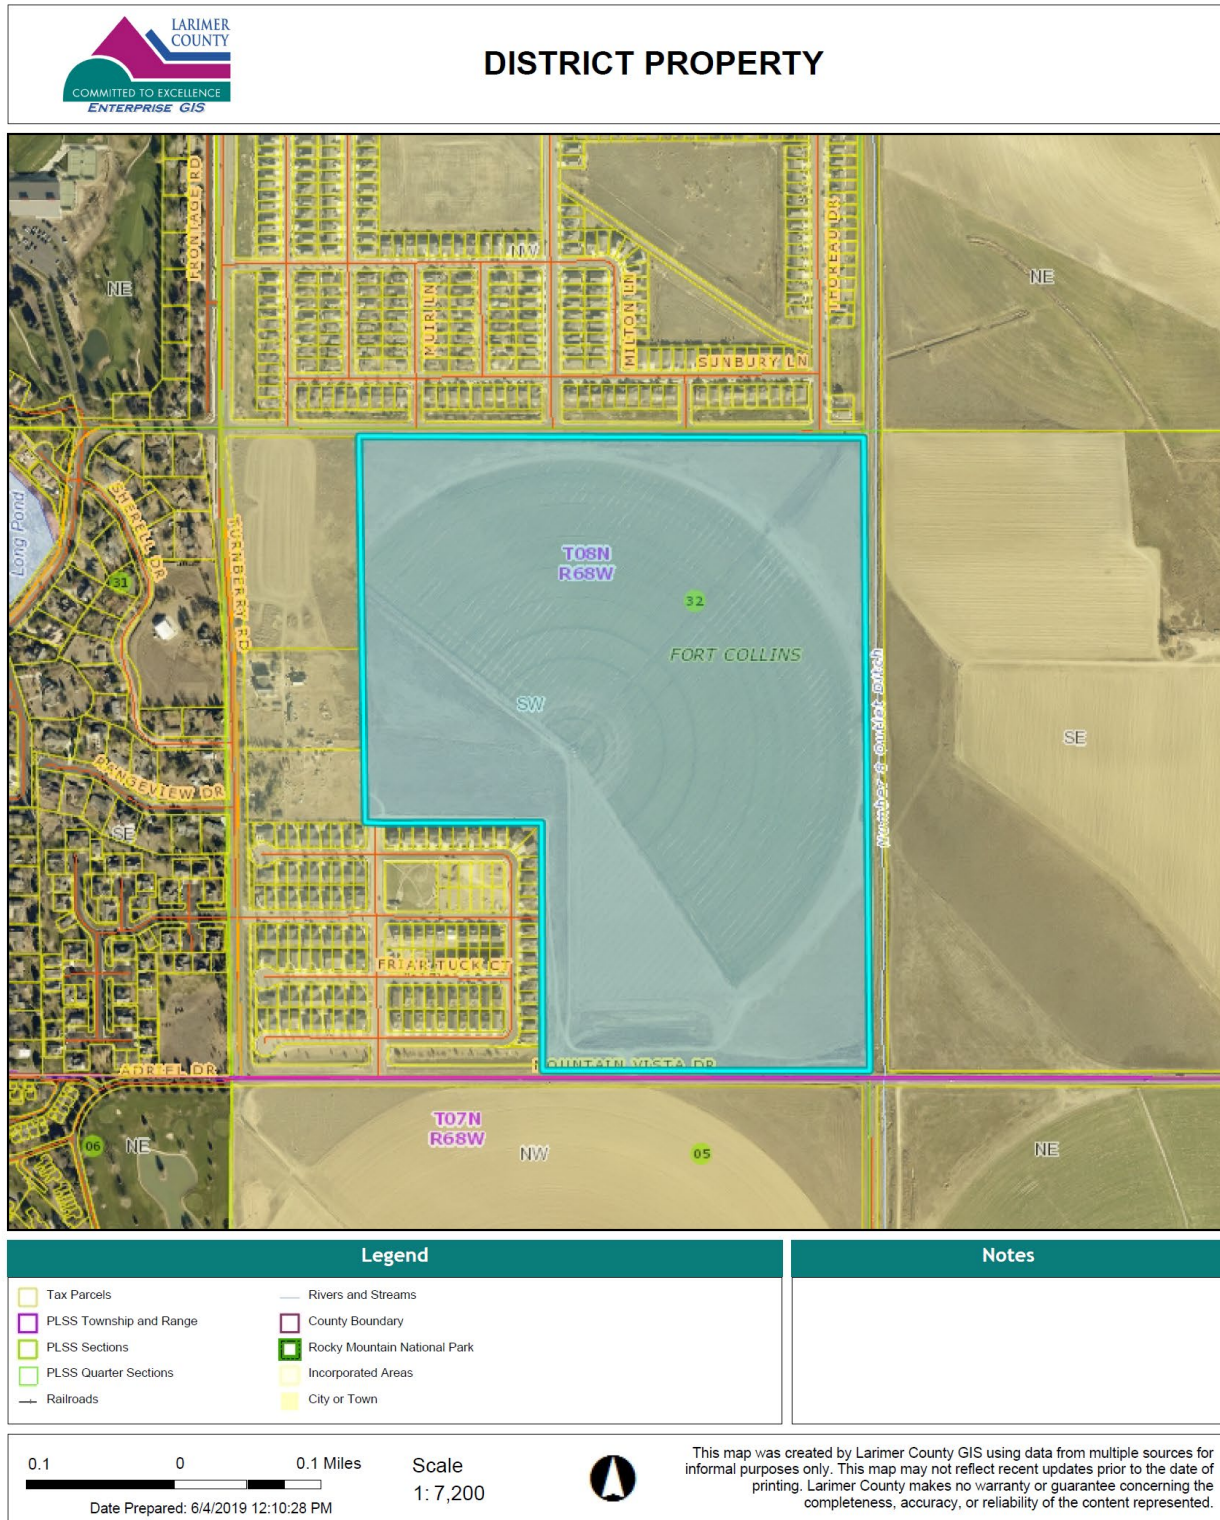 LARIMER
COUNTY
COMMITTED TO EXCELLENCE
ENTERPRISE GIS
DISTRICT PROPERTY
FRONTAGE RD
NE
NW
MUIR LN
MILTON LN
SUNBURY LN
THOREAU DR
NE
Long Pond
SHERELL DR
31
TURNBERRY RD
T08N
R68W
32
FORT COLLINS
SW
Number 8 Outlet Ditch
SE
RANGEVIEW DR
SE
FRIAR TUCK CT
ADRIEL DR
MOUNTAIN VISTA DR
T07N
R68W
06
NE
NW
05
NE
Legend
Notes
Tax Parcels
PLSS Township and Range
PLSS Sections
PLSS Quarter Sections
Railroads
Rivers and Streams
County Boundary
Rocky Mountain National Park
Incorporated Areas
City or Town
0.1 0 0.1 Miles
Date Prepared: 6/4/2019 12:10:28 PM
Scale
1: 7,200
This map was created by Larimer County GIS using data from multiple sources for
informal purposes only. This map may not reflect recent updates prior to the date of
printing. Larimer County makes no warranty or guarantee concerning the
completeness, accuracy, or reliability of the content represented.